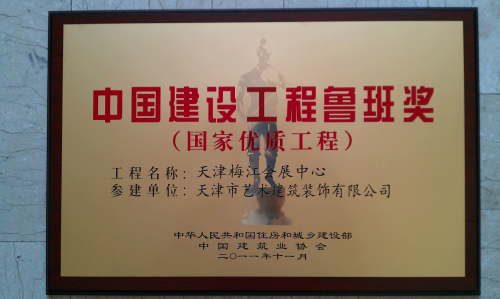 中国建设工程鲁班奖
（国家优质工程）
工程名称：天津梅江会展中心
参建单位：天津市艺术建筑装饰有限公司
中华人民共和国住房和城乡建设部
中国建筑业协会
二〇一一年十一月